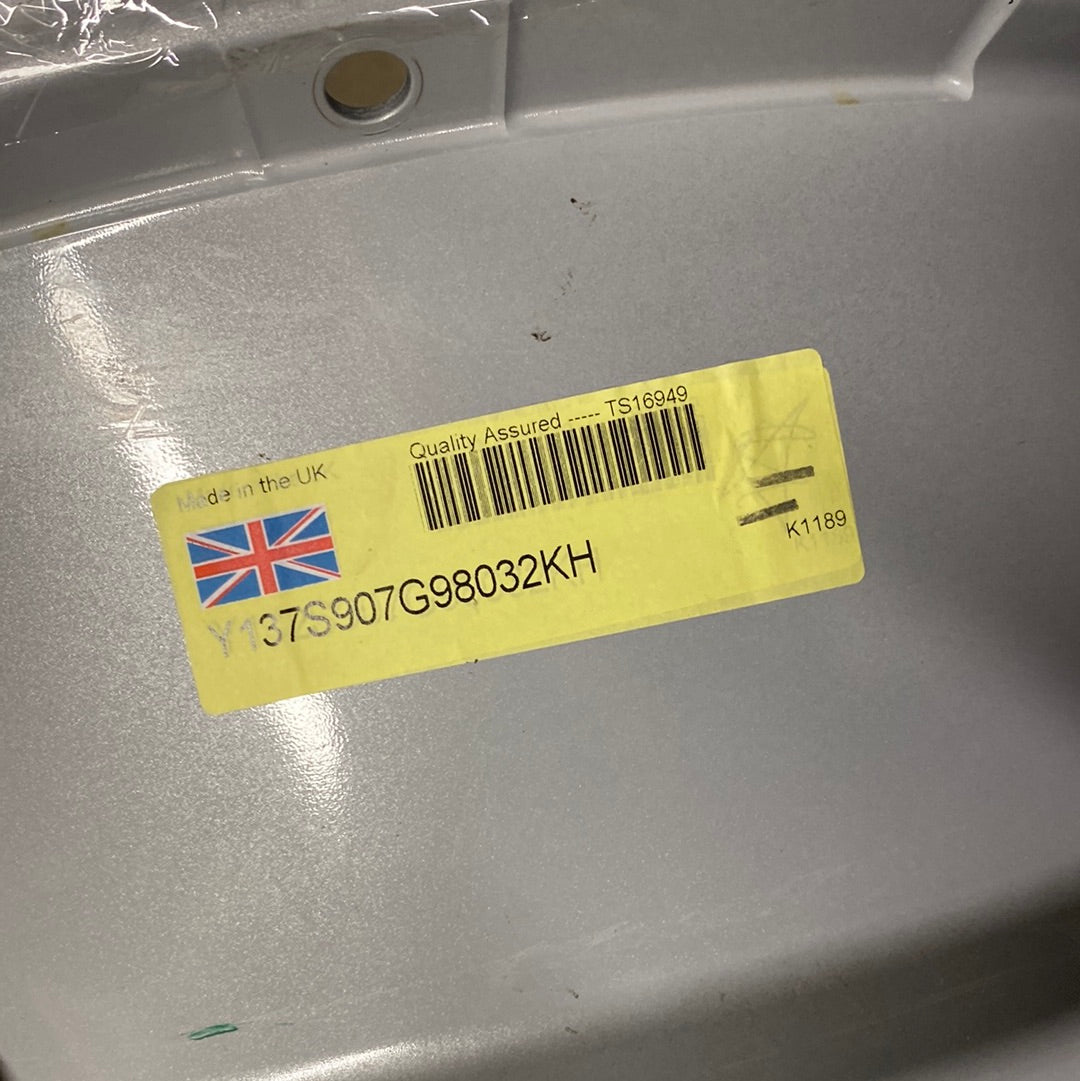 Quality Assured ----- TS16949
Made in the UK
K1189
Y137S907G98032KH